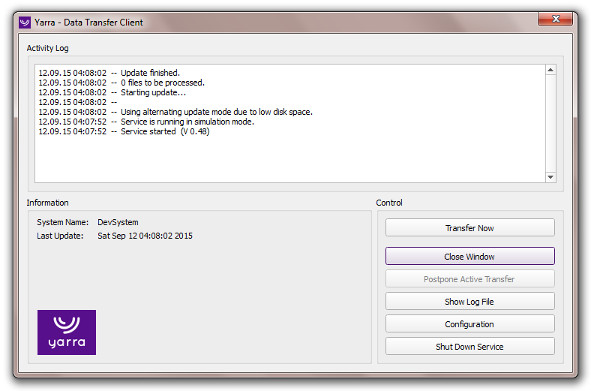 Yarra - Data Transfer Client
Activity Log
12.09.15 04:08:02 -- Update finished.
12.09.15 04:08:02 -- 0 files to be processed.
12.09.15 04:08:02 -- Starting update...
12.09.15 04:08:02 --
12.09.15 04:08:02 -- Using alternating update mode due to low disk space.
12.09.15 04:07:52 -- Service is running in simulation mode.
12.09.15 04:07:52 -- Service started (V 0.48)
Information
System Name: DevSystem
Last Update: Sat Sep 12 04:08:02 2015
yarra
Control
Transfer Now
Close Window
Postpone Active Transfer
Show Log File
Configuration
Shut Down Service